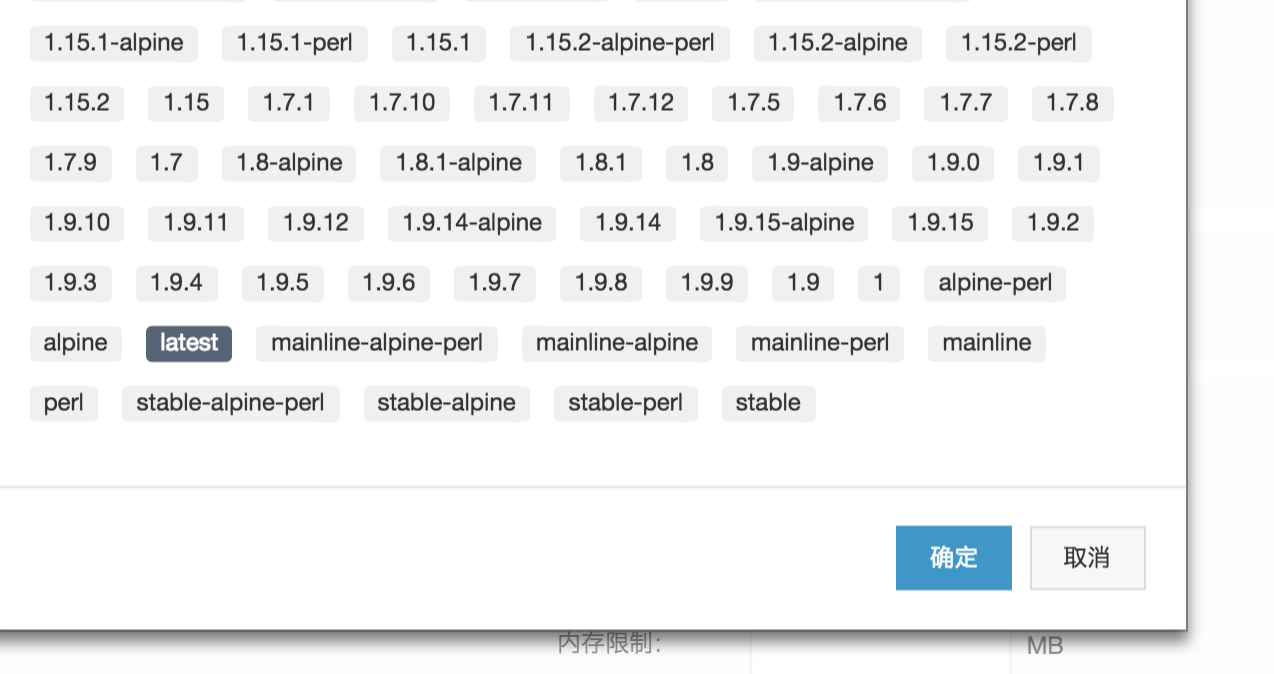 1.15.1-alpine 1.15.1-perl 1.15.1 1.15.2-alpine-perl 1.15.2-alpine 1.15.2-perl
1.15.2 1.15 1.7.1 1.7.10 1.7.11 1.7.12 1.7.5 1.7.6 1.7.7 1.7.8
1.7.9 1.7 1.8-alpine 1.8.1-alpine 1.8.1 1.8 1.9-alpine 1.9.0 1.9.1
1.9.10 1.9.11 1.9.12 1.9.14-alpine 1.9.14 1.9.15-alpine 1.9.15 1.9.2
1.9.3 1.9.4 1.9.5 1.9.6 1.9.7 1.9.8 1.9.9 1.9 1 alpine-perl
alpine latest mainline-alpine-perl mainline-alpine mainline-perl mainline
perl stable-alpine-perl stable-alpine stable-perl stable
确定 取消
内存限制: MB